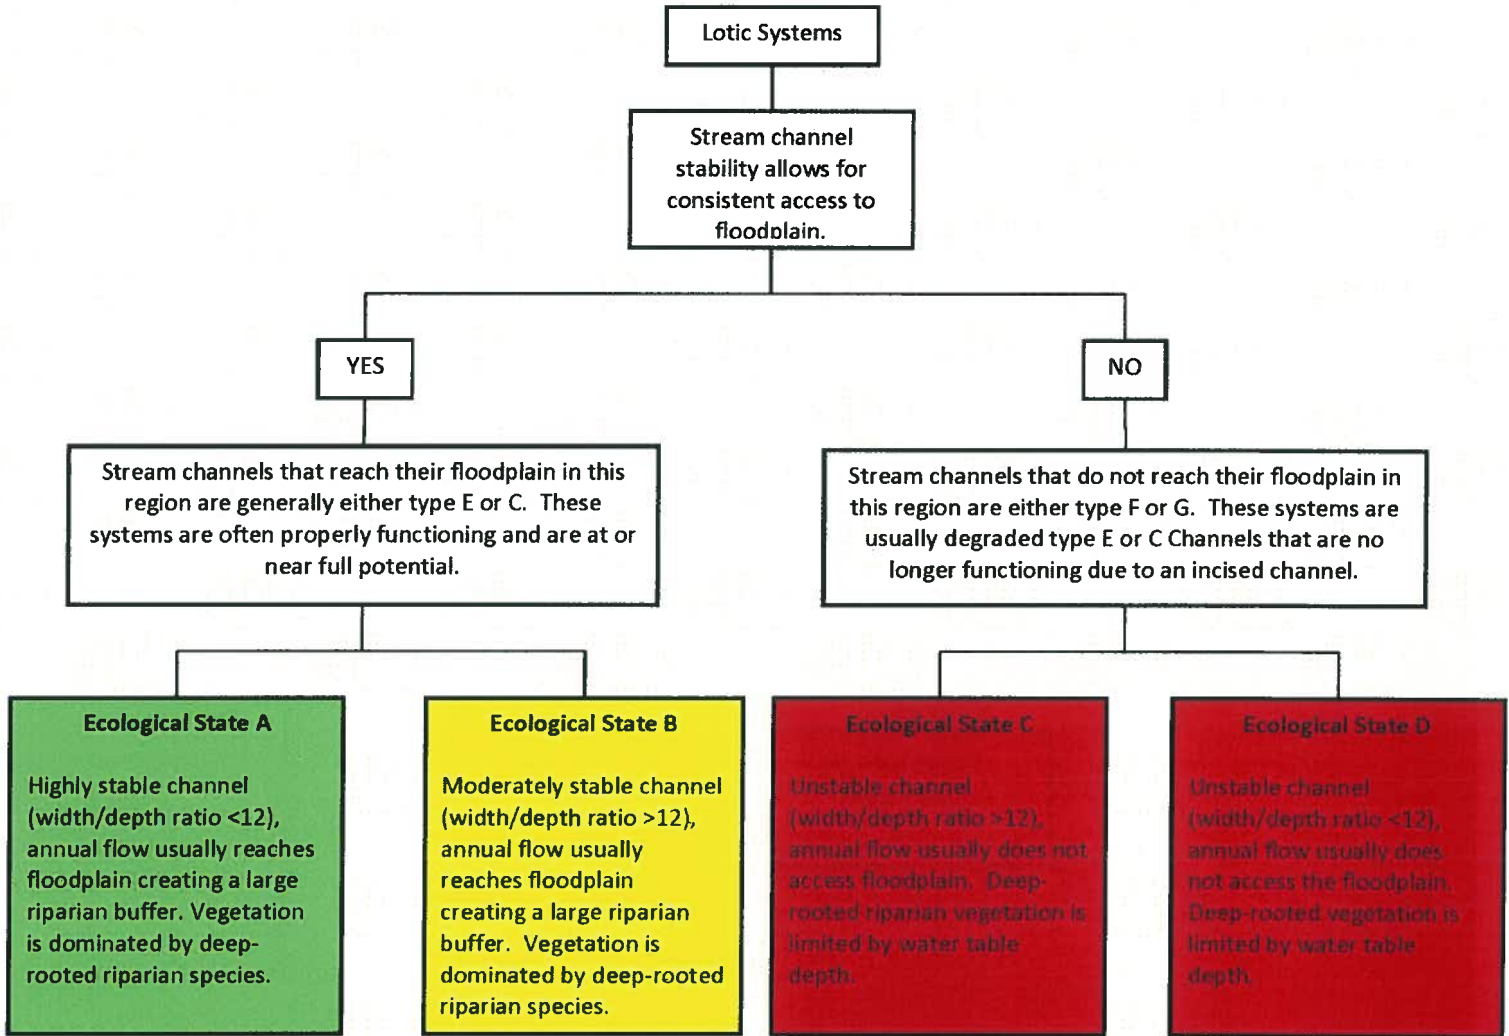 Lotic Systems
Stream channel
stability allows for
consistent access to
floodplain.
YES
NO
Stream channels that reach their floodplain in this
region are generally either type E or C. These
systems are often properly functioning and are at or
near full potential.
Stream channels that do not reach their floodplain in
this region are either type F or G. These systems are
usually degraded type E or C Channels that are no
longer functioning due to an incised channel.
Ecological State A
Highly stable channel
(width/depth ratio <12),
annual flow usually reaches
floodplain creating a large
riparian buffer. Vegetation
is dominated by deep-
rooted riparian species.
Ecological State B
Moderately stable channel
(width/depth ratio >12),
annual flow usually
reaches floodplain
creating a large riparian
buffer. Vegetation is
dominated by deep-rooted
riparian species.
Ecological State C
Unstable channel
(width/depth ratio >12),
annual flow usually does not
access floodplain. Deep-
rooted riparian vegetation is
limited by water table
depth.
Ecological State D
Unstable channel
(width/depth ratio <12),
annual flow usually does
not access the floodplain.
Deep-rooted vegetation is
limited by water table
depth.